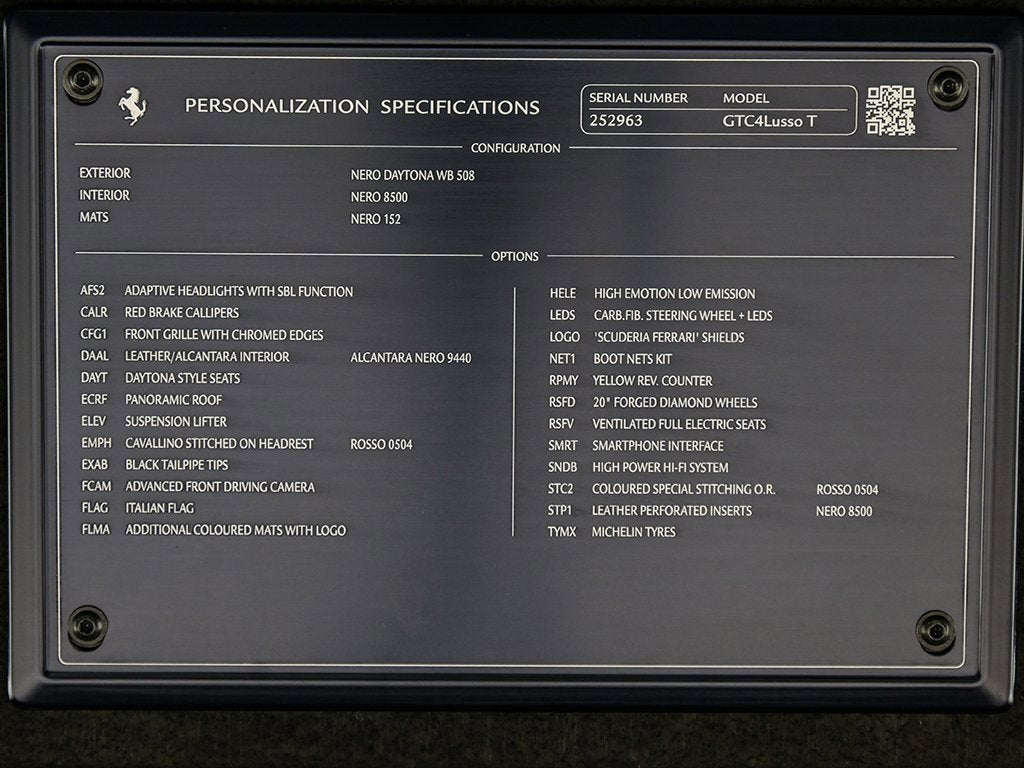 PERSONALIZATION SPECIFICATIONS
SERIAL NUMBER MODEL
252963 GTC4Lusso T
CONFIGURATION
EXTERIOR NERO DAYTONA WB 508
INTERIOR NERO 8500
MATS NERO 152
OPTIONS
AFS2 ADAPTIVE HEADLIGHTS WITH SBL FUNCTION
CALR RED BRAKE CALLIPERS
CFG1 FRONT GRILLE WITH CHROMED EDGES
DAAL LEATHER/ALCANTARA INTERIOR ALCANTARA NERO 9440
DAYT DAYTONA STYLE SEATS
ECRF PANORAMIC ROOF
ELEV SUSPENSION LIFTER
EMPH CAVALLINO STITCHED ON HEADREST ROSSO 0504
EXAB BLACK TAILPIPE TIPS
FCAM ADVANCED FRONT DRIVING CAMERA
FLAG ITALIAN FLAG
FLMA ADDITIONAL COLOURED MATS WITH LOGO
HELE HIGH EMOTION LOW EMISSION
LEDS CARB.FIB. STEERING WHEEL + LEDS
LOGO 'SCUDERIA FERRARI' SHIELDS
NET1 BOOT NETS KIT
RPMY YELLOW REV. COUNTER
RSFD 20" FORGED DIAMOND WHEELS
RSFV VENTILATED FULL ELECTRIC SEATS
SMRT SMARTPHONE INTERFACE
SNDB HIGH POWER HI-FI SYSTEM
STC2 COLOURED SPECIAL STITCHING O.R. ROSSO 0504
STP1 LEATHER PERFORATED INSERTS NERO 8500
TYMX MICHELIN TYRES